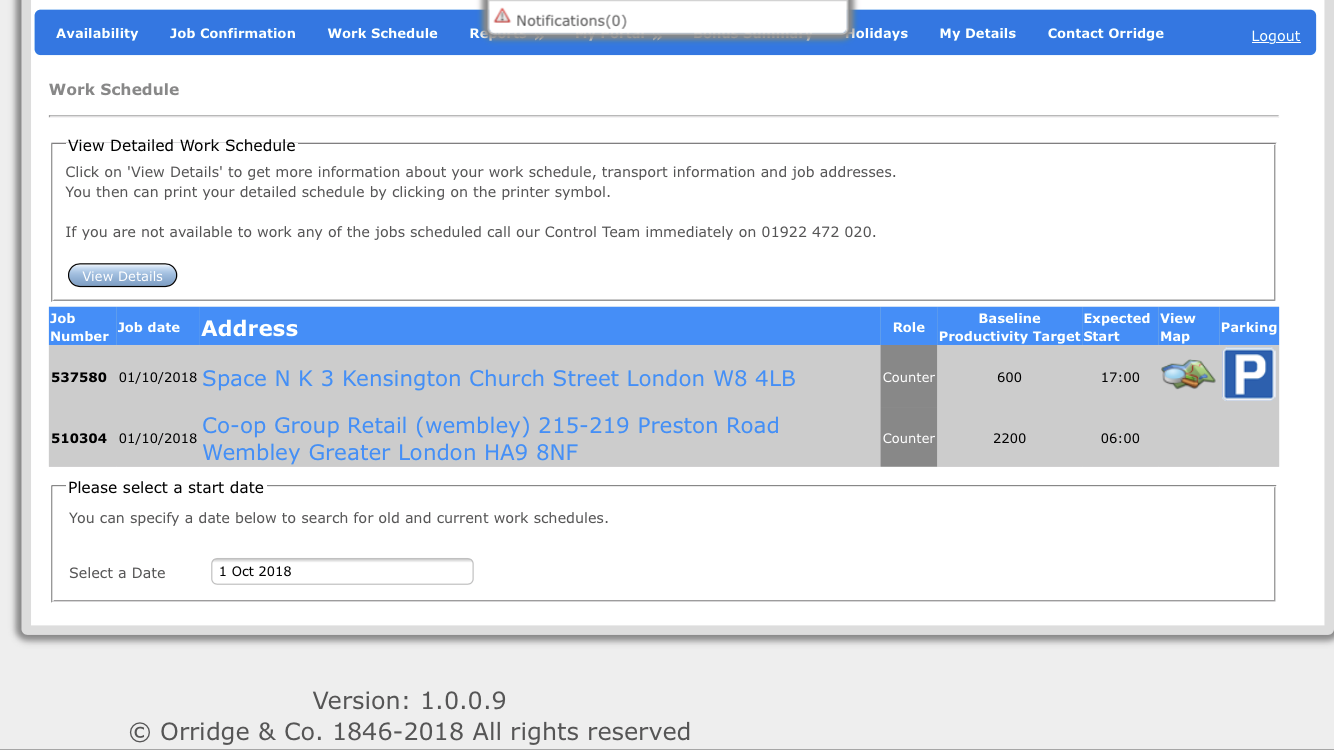 Notifications(0)
Availability Job Confirmation Work Schedule Holidays My Details Contact Orridge Logout
Work Schedule
View Detailed Work Schedule
Click on 'View Details' to get more information about your work schedule, transport information and job addresses.
You then can print your detailed schedule by clicking on the printer symbol.
If you are not available to work any of the jobs scheduled call our Control Team immediately on 01922 472 020.
View Details
Job Number Job date Address Role Baseline Productivity Target Expected Start View Map Parking
537580 01/10/2018 Space N K 3 Kensington Church Street London W8 4LB Counter 600 17:00 P
510304 01/10/2018 Co-op Group Retail (wembley) 215-219 Preston Road
Wembley Greater London HA9 8NF Counter 2200 06:00
Please select a start date
You can specify a date below to search for old and current work schedules.
Select a Date 1 Oct 2018
Version: 1.0.0.9
© Orridge & Co. 1846-2018 All rights reserved